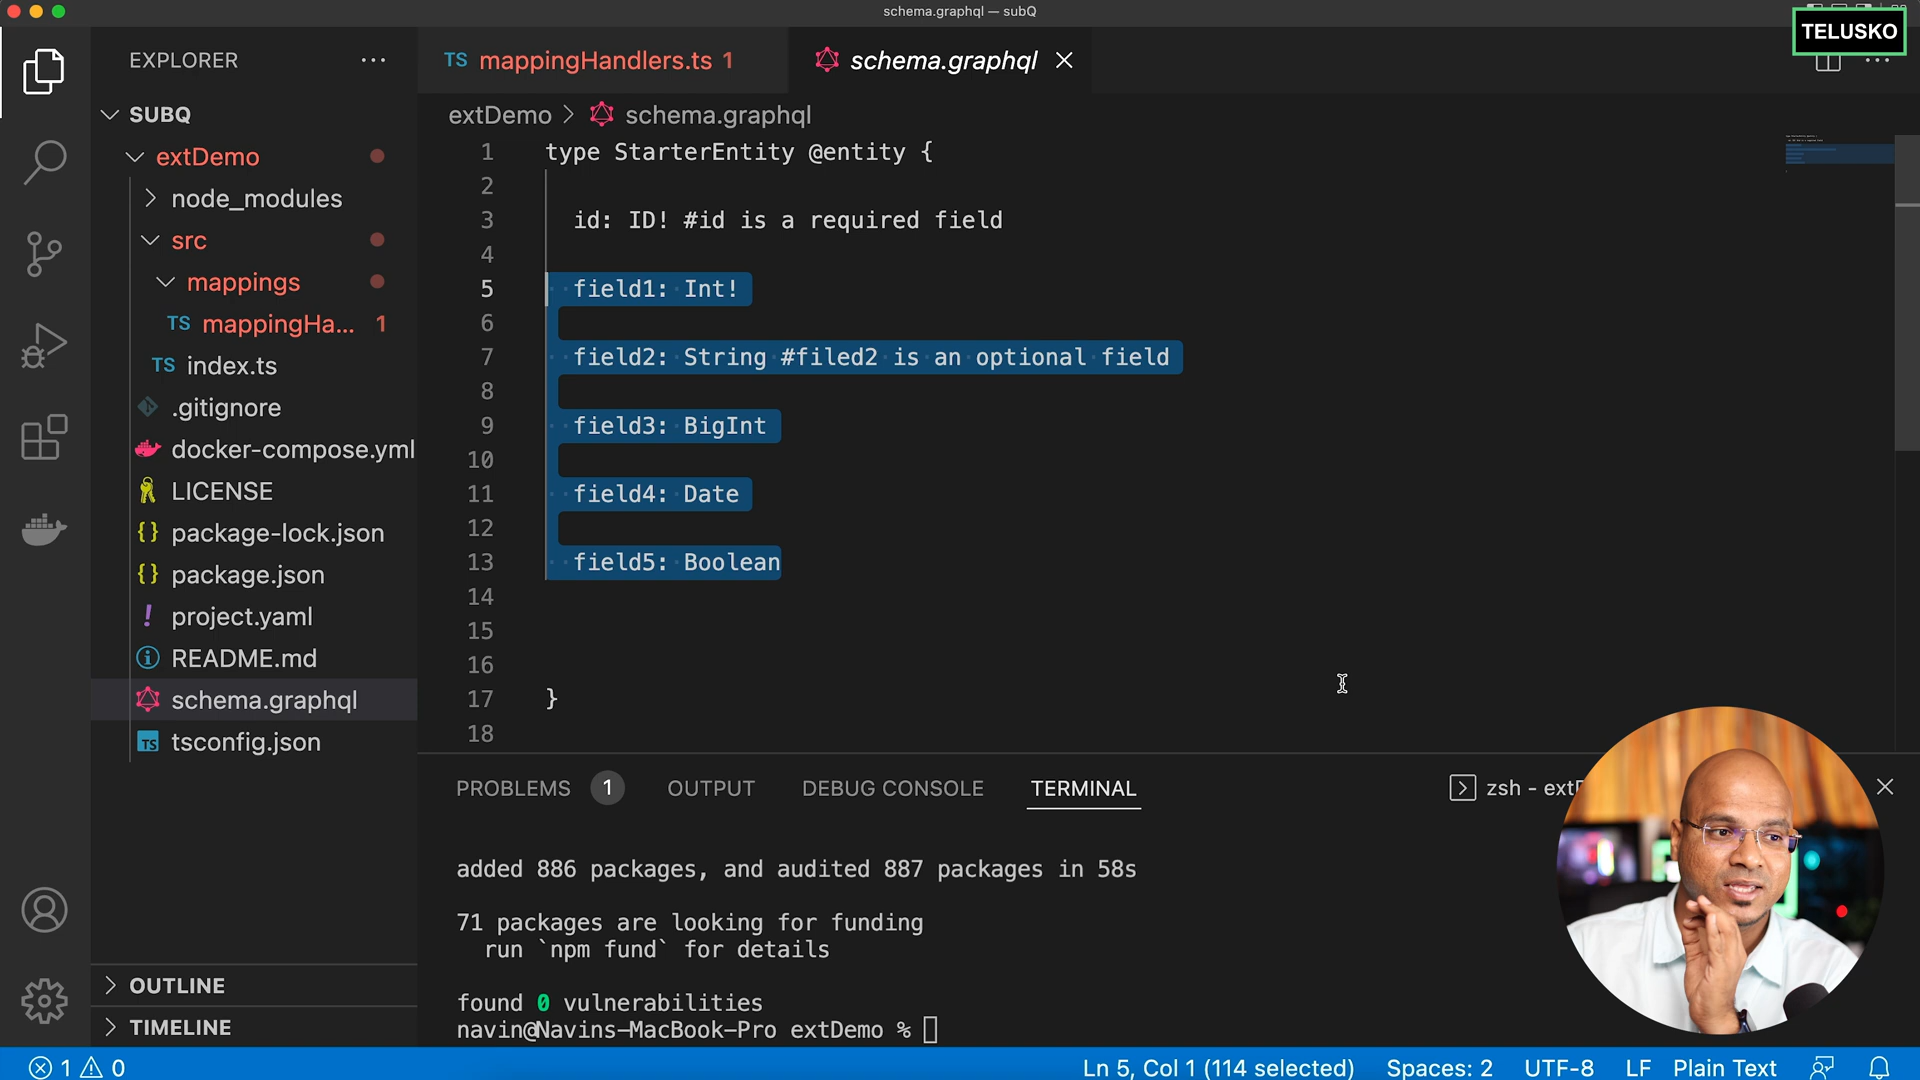 schema.graphql — subQ
TELUSKO
EXPLORER
SUBQ
extDemo
node_modules
src
mappings
TS mappingHa... 1
TS index.ts
.gitignore
docker-compose.yml
LICENSE
{} package-lock.json
{} package.json
! project.yaml
README.md
schema.graphql
TS tsconfig.json
OUTLINE
TIMELINE
TS mappingHandlers.ts 1
schema.graphql
extDemo > schema.graphql
1 type StarterEntity @entity {
2
3 id: ID! #id is a required field
4
5 field1: Int!
6
7 field2: String #filed2 is an optional field
8
9 field3: BigInt
10
11 field4: Date
12
13 field5: Boolean
14
15
16
17 }
18
PROBLEMS 1 OUTPUT DEBUG CONSOLE TERMINAL
zsh - extD
added 886 packages, and audited 887 packages in 58s
71 packages are looking for funding
run `npm fund` for details
found 0 vulnerabilities
navin@Navins-MacBook-Pro extDemo %
1 0
Ln 5, Col 1 (114 selected) Spaces: 2 UTF-8 LF Plain Text